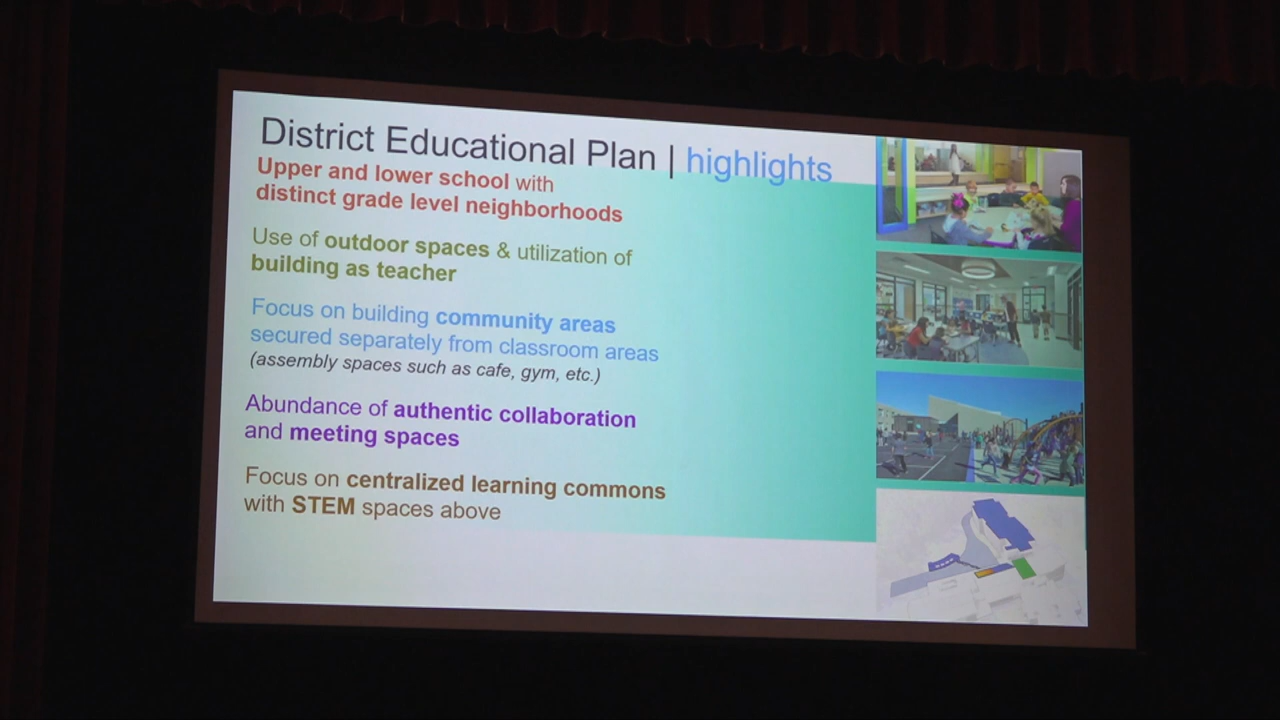 District Educational Plan | highlights
Upper and lower school with
distinct grade level neighborhoods
Use of outdoor spaces & utilization of
building as teacher
Focus on building community areas
secured separately from classroom areas
(assembly spaces such as cafe, gym, etc.)
Abundance of authentic collaboration
and meeting spaces
Focus on centralized learning commons
with STEM spaces above